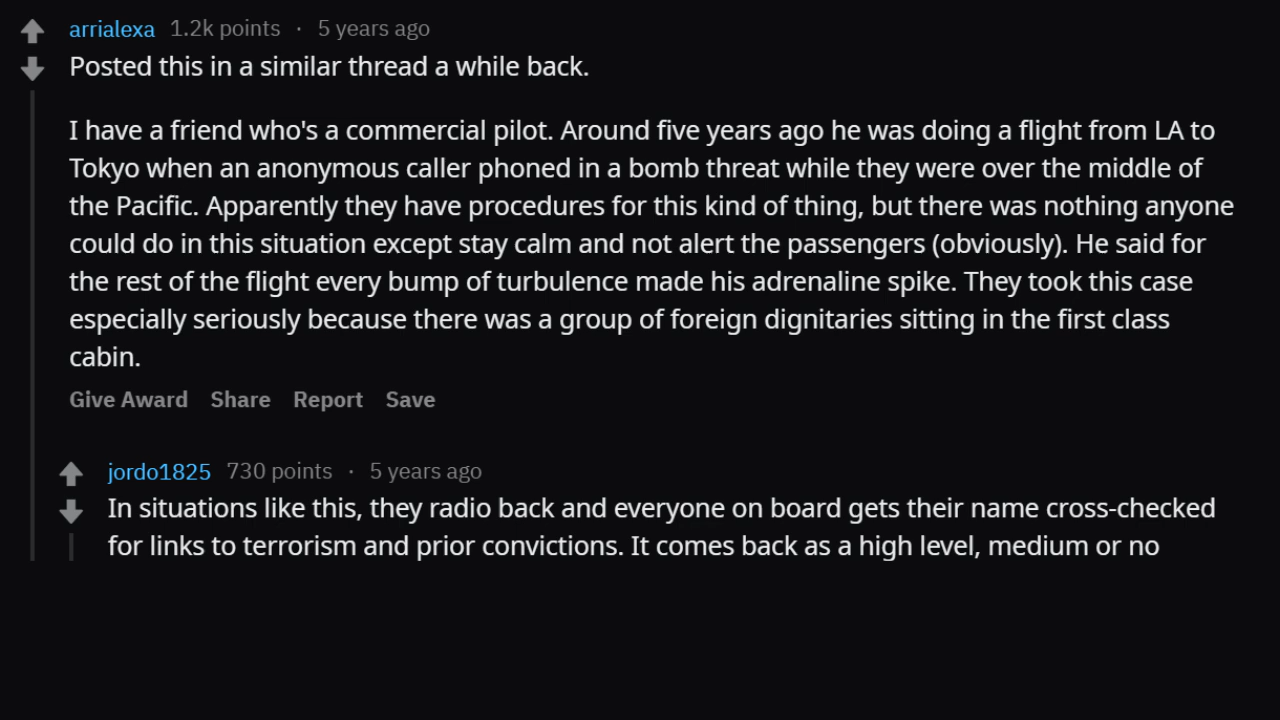 arrialexa 1.2k points · 5 years ago
Posted this in a similar thread a while back.
I have a friend who's a commercial pilot. Around five years ago he was doing a flight from LA to
Tokyo when an anonymous caller phoned in a bomb threat while they were over the middle of
the Pacific. Apparently they have procedures for this kind of thing, but there was nothing anyone
could do in this situation except stay calm and not alert the passengers (obviously). He said for
the rest of the flight every bump of turbulence made his adrenaline spike. They took this case
especially seriously because there was a group of foreign dignitaries sitting in the first class
cabin.
Give Award Share Report Save
jordo1825 730 points · 5 years ago
In situations like this, they radio back and everyone on board gets their name cross-checked
for links to terrorism and prior convictions. It comes back as a high level, medium or no